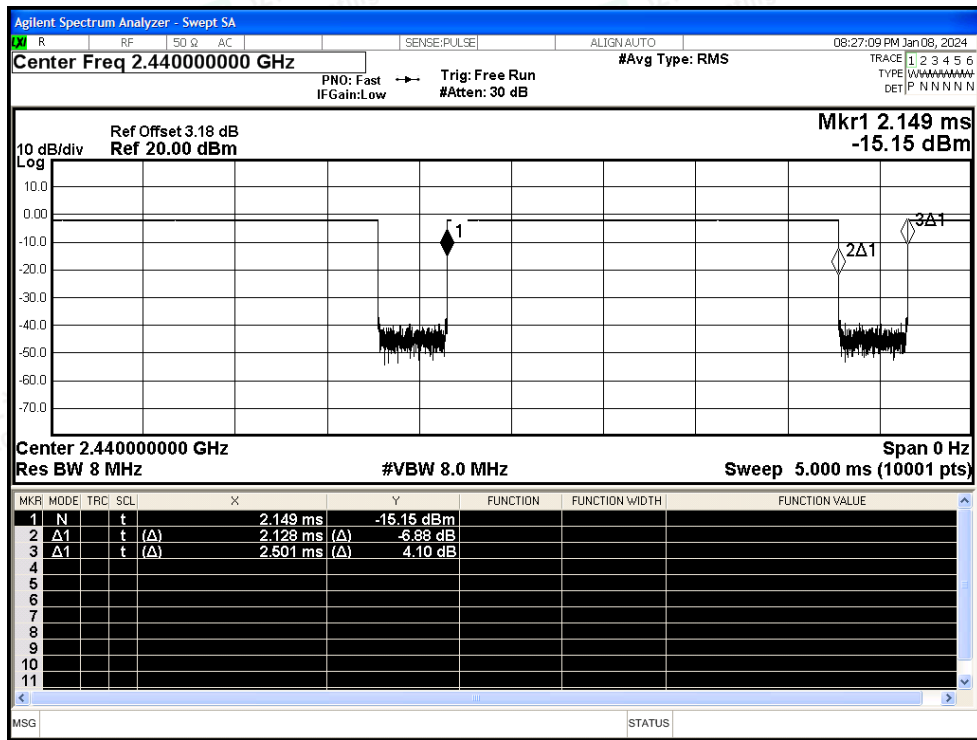 Agilent Spectrum Analyzer - Swept SA
LXI R RF 50 Ω AC SENSE:PULSE ALIGN AUTO 08:27:09 PM Jan 08, 2024
Center Freq 2.440000000 GHz #Avg Type: RMS TRACE 1 2 3 4 5 6
PNO: Fast Trig: Free Run TYPE WWWWWW
IFGain:Low #Atten: 30 dB DET P N N N N N
Ref Offset 3.18 dB Mkr1 2.149 ms
10 dB/div Ref 20.00 dBm -15.15 dBm
Log
10.0
0.00
3Δ1
1
-10.0
2Δ1
-20.0
-30.0
-40.0
-50.0
-60.0
-70.0
Center 2.440000000 GHz Span 0 Hz
Res BW 8 MHz #VBW 8.0 MHz Sweep 5.000 ms (10001 pts)
MKR MODE TRC SCL X Y FUNCTION FUNCTION WIDTH FUNCTION VALUE
1 N t 2.149 ms -15.15 dBm
2 Δ1 t (Δ) 2.128 ms (Δ) -6.88 dB
3 Δ1 t (Δ) 2.501 ms (Δ) 4.10 dB
4
5
6
7
8
9
10
11
MSG STATUS